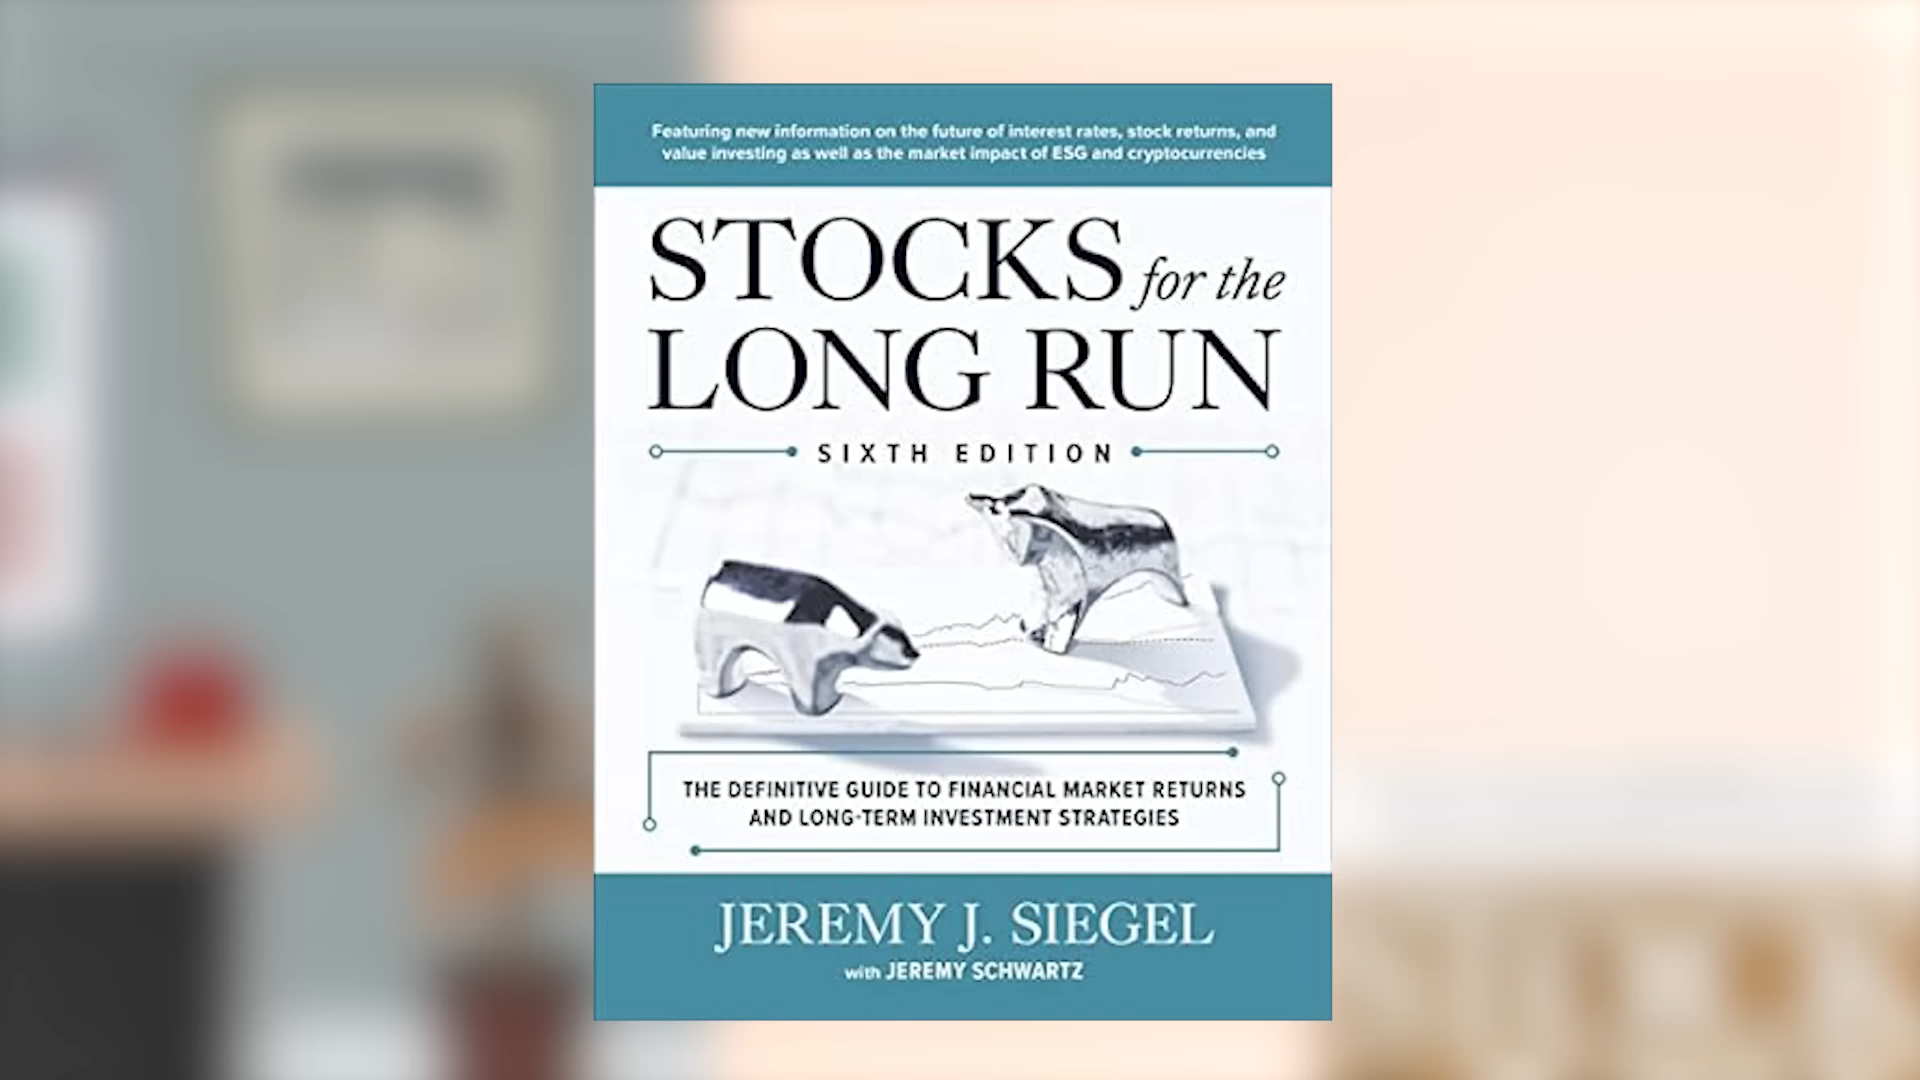 Featuring new information on the future of interest rates, stock returns, and
value investing as well as the market impact of ESG and cryptocurrencies
STOCKS for the
LONG RUN
SIXTH EDITION
THE DEFINITIVE GUIDE TO FINANCIAL MARKET RETURNS
AND LONG-TERM INVESTMENT STRATEGIES
JEREMY J. SIEGEL
with JEREMY SCHWARTZ